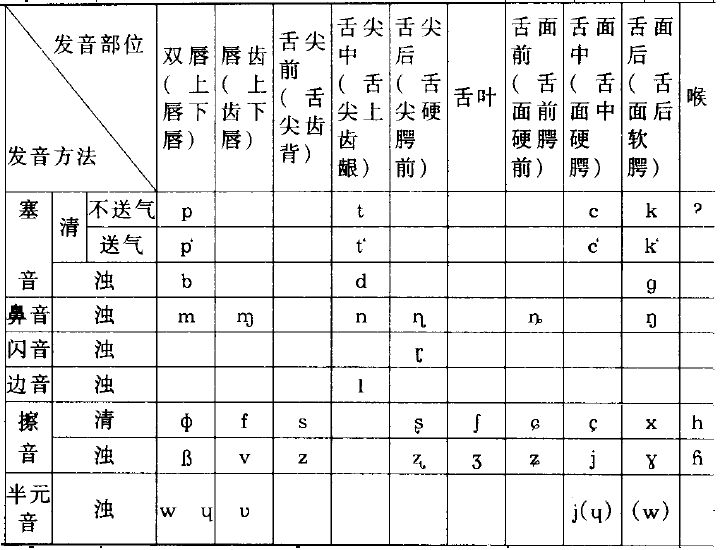 发音部位
发音方法
双唇(上唇下唇)
唇齿(上齿下唇)
舌尖前(舌尖齿背)
舌尖中(舌尖上齿龈)
舌尖后(舌尖硬腭前)
舌叶
舌面前(舌面前硬腭前)
舌面中(舌面中硬腭)
舌面后(舌面后软腭)
喉
塞音 清 不送气 p t c k ʔ
送气 pʻ tʻ cʻ kʻ
浊 b d ɡ
鼻音 浊 m ɱ n ɳ ȵ ŋ
闪音 浊 ɽ
边音 浊 l
擦音 清 ɸ f s ʂ ʃ ɕ ç x h
浊 ß v z ʐ ʒ ʑ j ɣ ɦ
半元音 浊 w ɥ ʋ j(ɥ) (w)